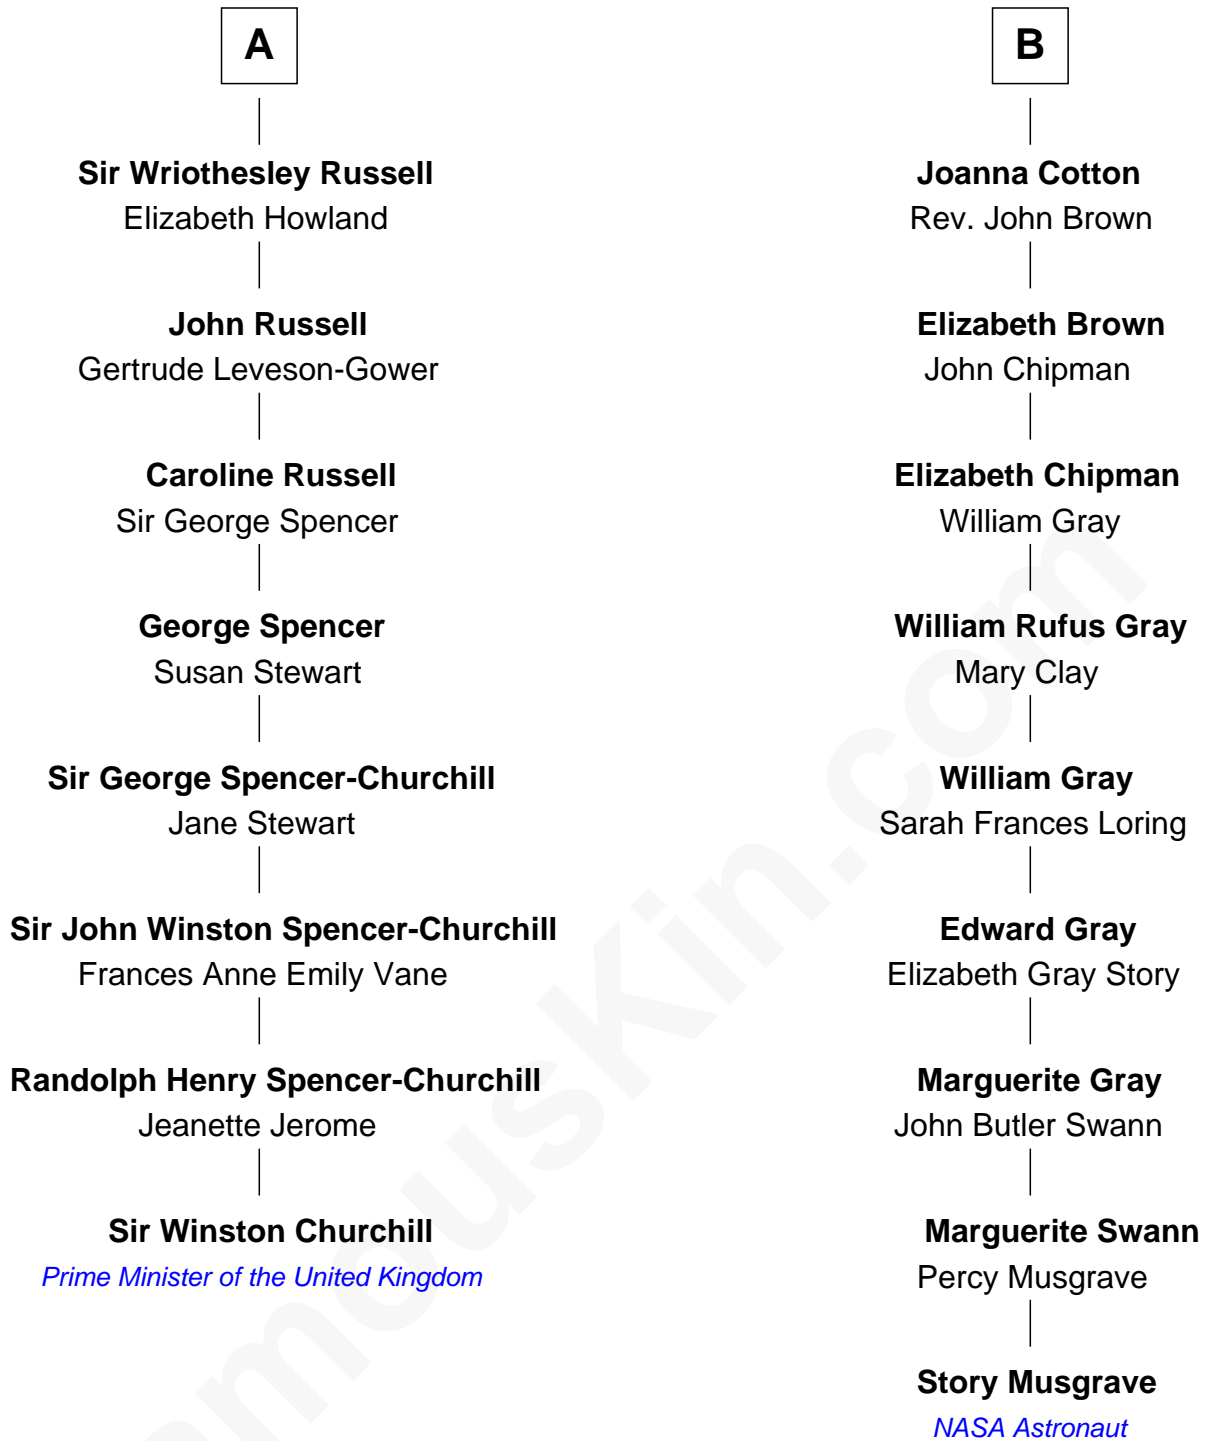 A
Sir Wriothesley Russell
Elizabeth Howland
John Russell
Gertrude Leveson-Gower
Caroline Russell
Sir George Spencer
George Spencer
Susan Stewart
Sir George Spencer-Churchill
Jane Stewart
Sir John Winston Spencer-Churchill
Frances Anne Emily Vane
Randolph Henry Spencer-Churchill
Jeanette Jerome
Sir Winston Churchill
Prime Minister of the United Kingdom
B
Joanna Cotton
Rev. John Brown
Elizabeth Brown
John Chipman
Elizabeth Chipman
William Gray
William Rufus Gray
Mary Clay
William Gray
Sarah Frances Loring
Edward Gray
Elizabeth Gray Story
Marguerite Gray
John Butler Swann
Marguerite Swann
Percy Musgrave
Story Musgrave
NASA Astronaut
amousKin.com